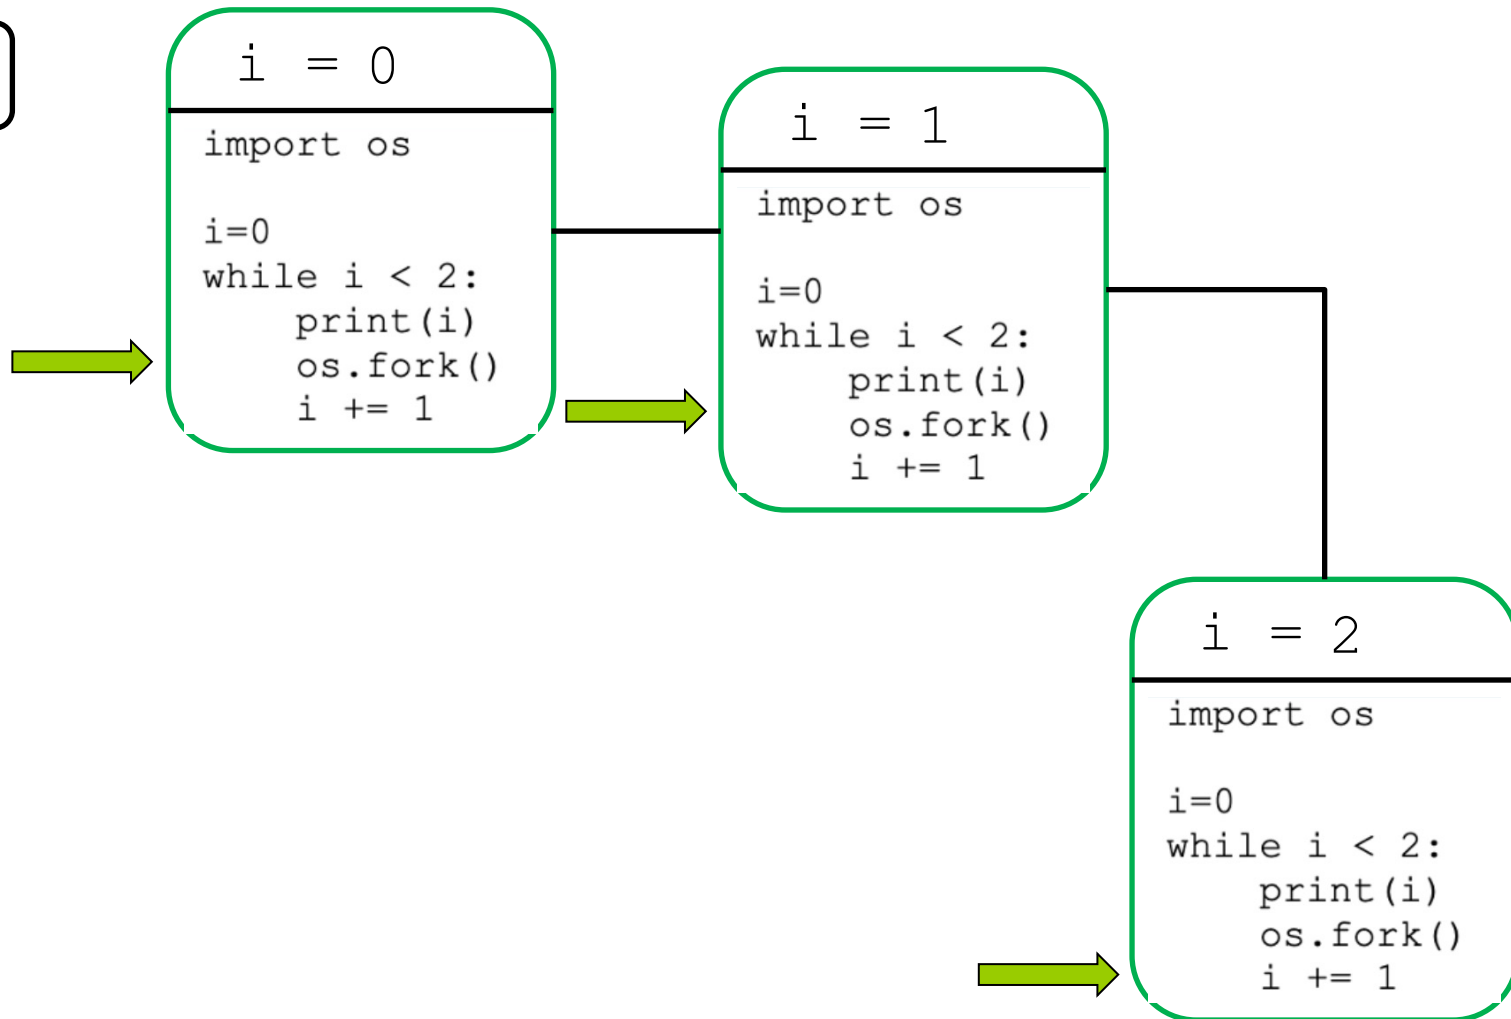 i = 0
import os
i=0
while i < 2:
print(i)
os.fork()
i += 1
i = 1
import os
i=0
while i < 2:
print(i)
os.fork()
i += 1
i = 2
import os
i=0
while i < 2:
print(i)
os.fork()
i += 1